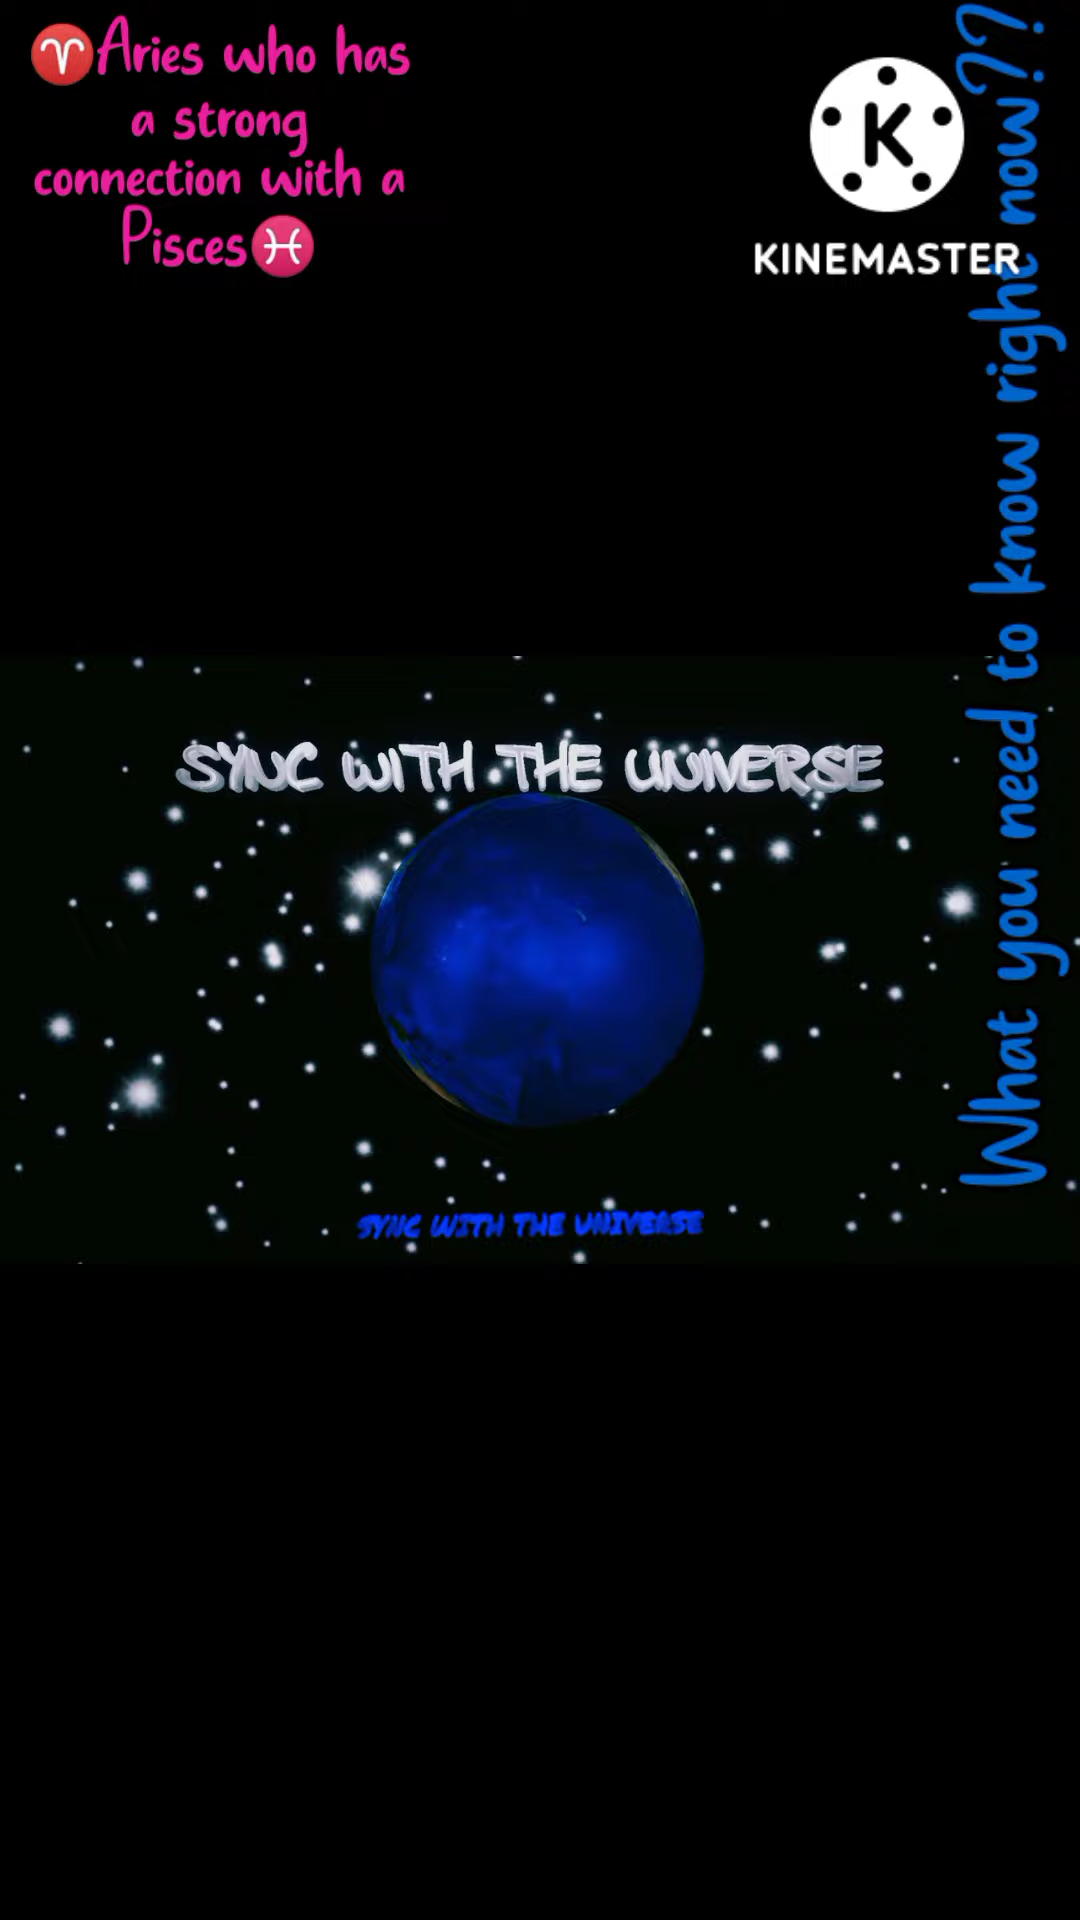 ♈Aries who has
a strong
connection with a
Pisces♓
K
KINEMASTER
What you need to know right now??
SYNC WITH THE UNIVERSE
SYNC WITH THE UNIVERSE